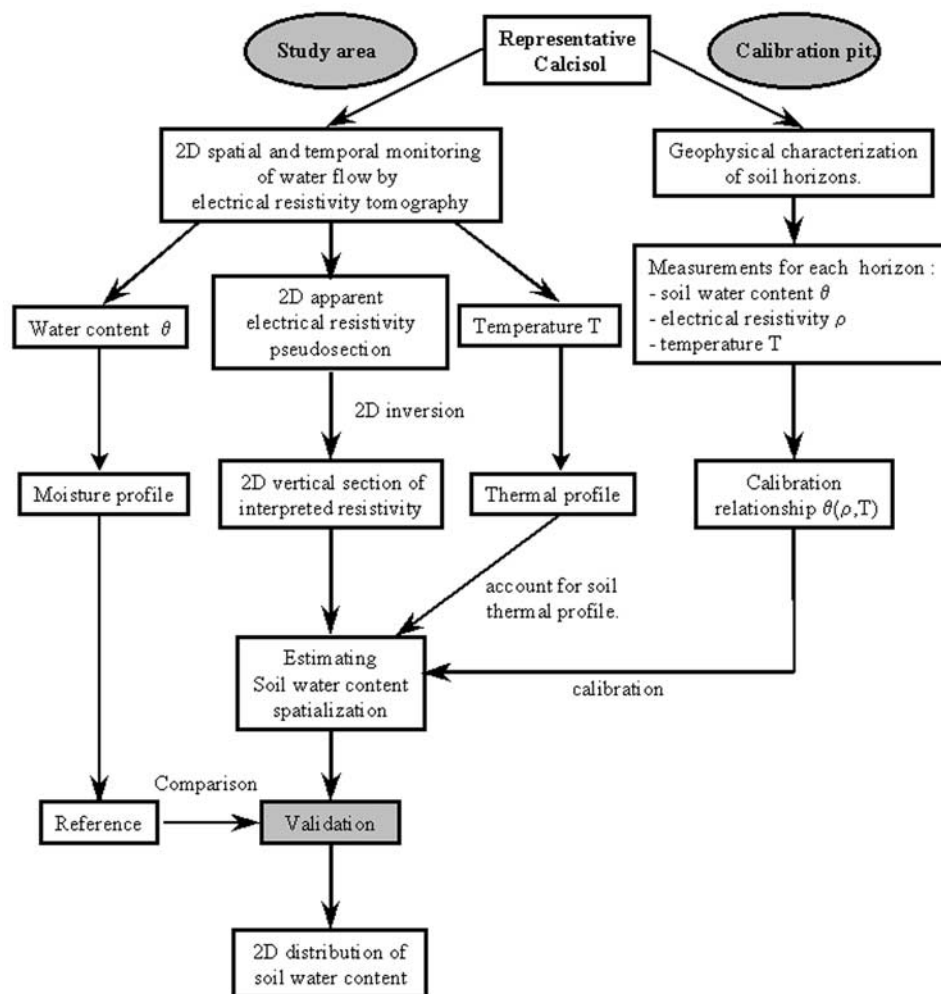 Study area
Representative
Calcisol
Calibration pit.
2D spatial and temporal monitoring
of water flow by
electrical resistivity tomography
Geophysical characterization
of soil horizons.
Water content θ
2D apparent
electrical resistivity
pseudosection
Temperature T
Measurements for each horizon :
- soil water content θ
- electrical resistivity ρ
- temperature T
2D inversion
Moisture profile
2D vertical section of
interpreted resistivity
Thermal profile
Calibration
relationship θ(ρ,T)
account for soil
thermal profile.
Estimating
Soil water content
spatialization
calibration
Comparison
Reference
Validation
2D distribution of
soil water content